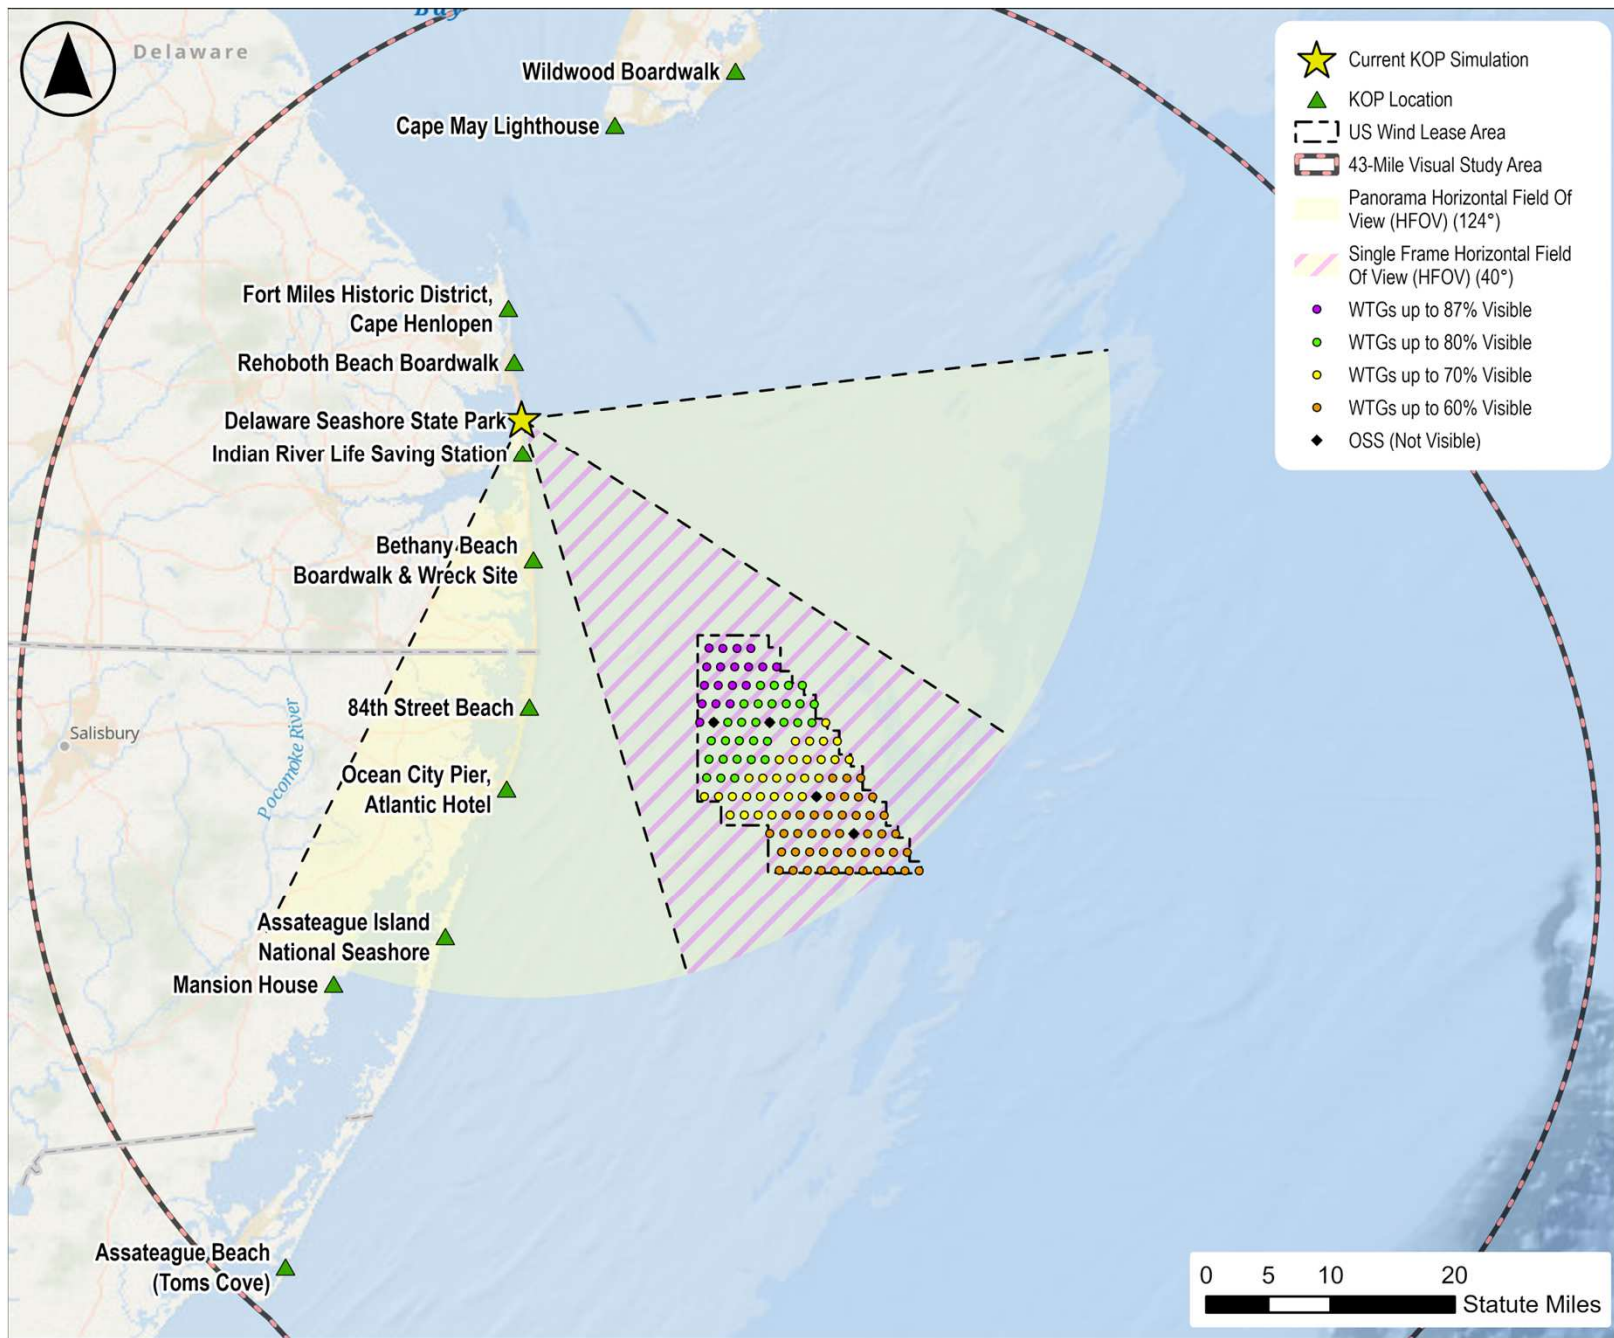 Bay
Delaware
Wildwood Boardwalk
Cape May Lighthouse
Fort Miles Historic District,
Cape Henlopen
Rehoboth Beach Boardwalk
Delaware Seashore State Park
Indian River Life Saving Station
Bethany Beach
Boardwalk & Wreck Site
84th Street Beach
Salisbury
Pocomoke River
Ocean City Pier,
Atlantic Hotel
Assateague Island
National Seashore
Mansion House
Assateague Beach
(Toms Cove)
Current KOP Simulation
KOP Location
US Wind Lease Area
43-Mile Visual Study Area
Panorama Horizontal Field Of
View (HFOV) (124°)
Single Frame Horizontal Field
Of View (HFOV) (40°)
WTGs up to 87% Visible
WTGs up to 80% Visible
WTGs up to 70% Visible
WTGs up to 60% Visible
OSS (Not Visible)
0 5 10 20
Statute Miles